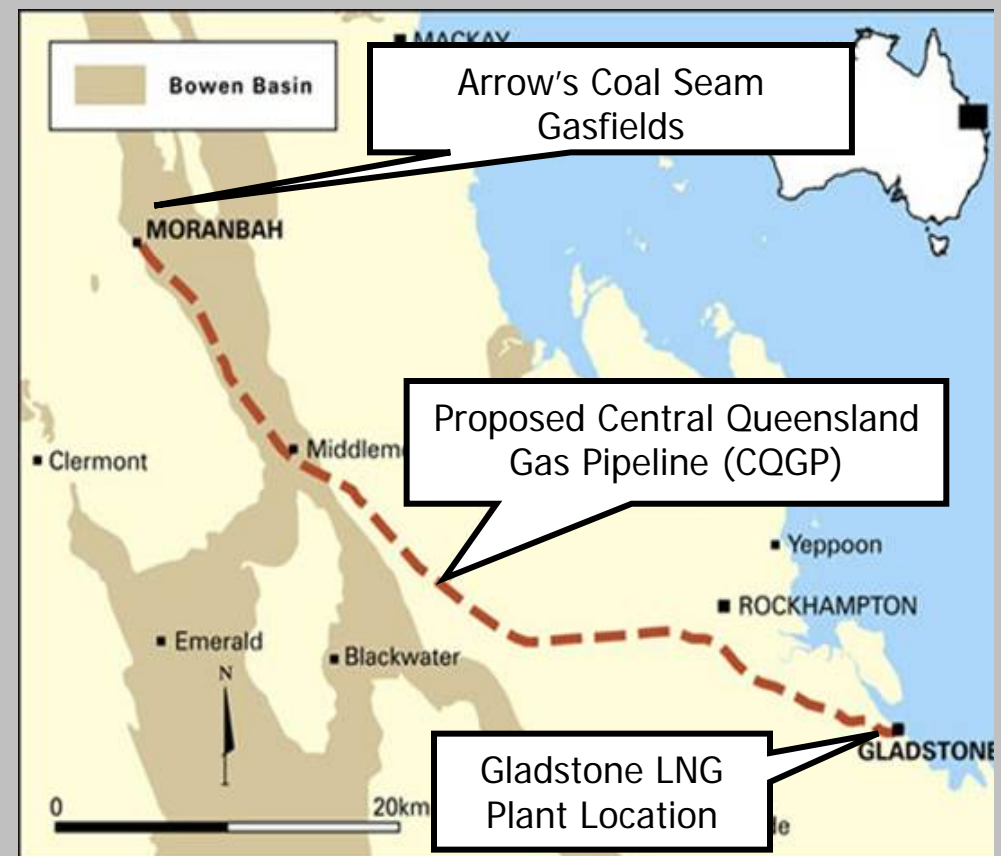 MACKAY
Bowen Basin
Arrow's Coal Seam
Gasfields
MORANBAH
Proposed Central Queensland
Gas Pipeline (CQGP)
Middlem
Clermont
Yeppoon
ROCKHAMPTON
Emerald
Blackwater
N
GLADSTONE
Gladstone LNG
Plant Location
0
20km